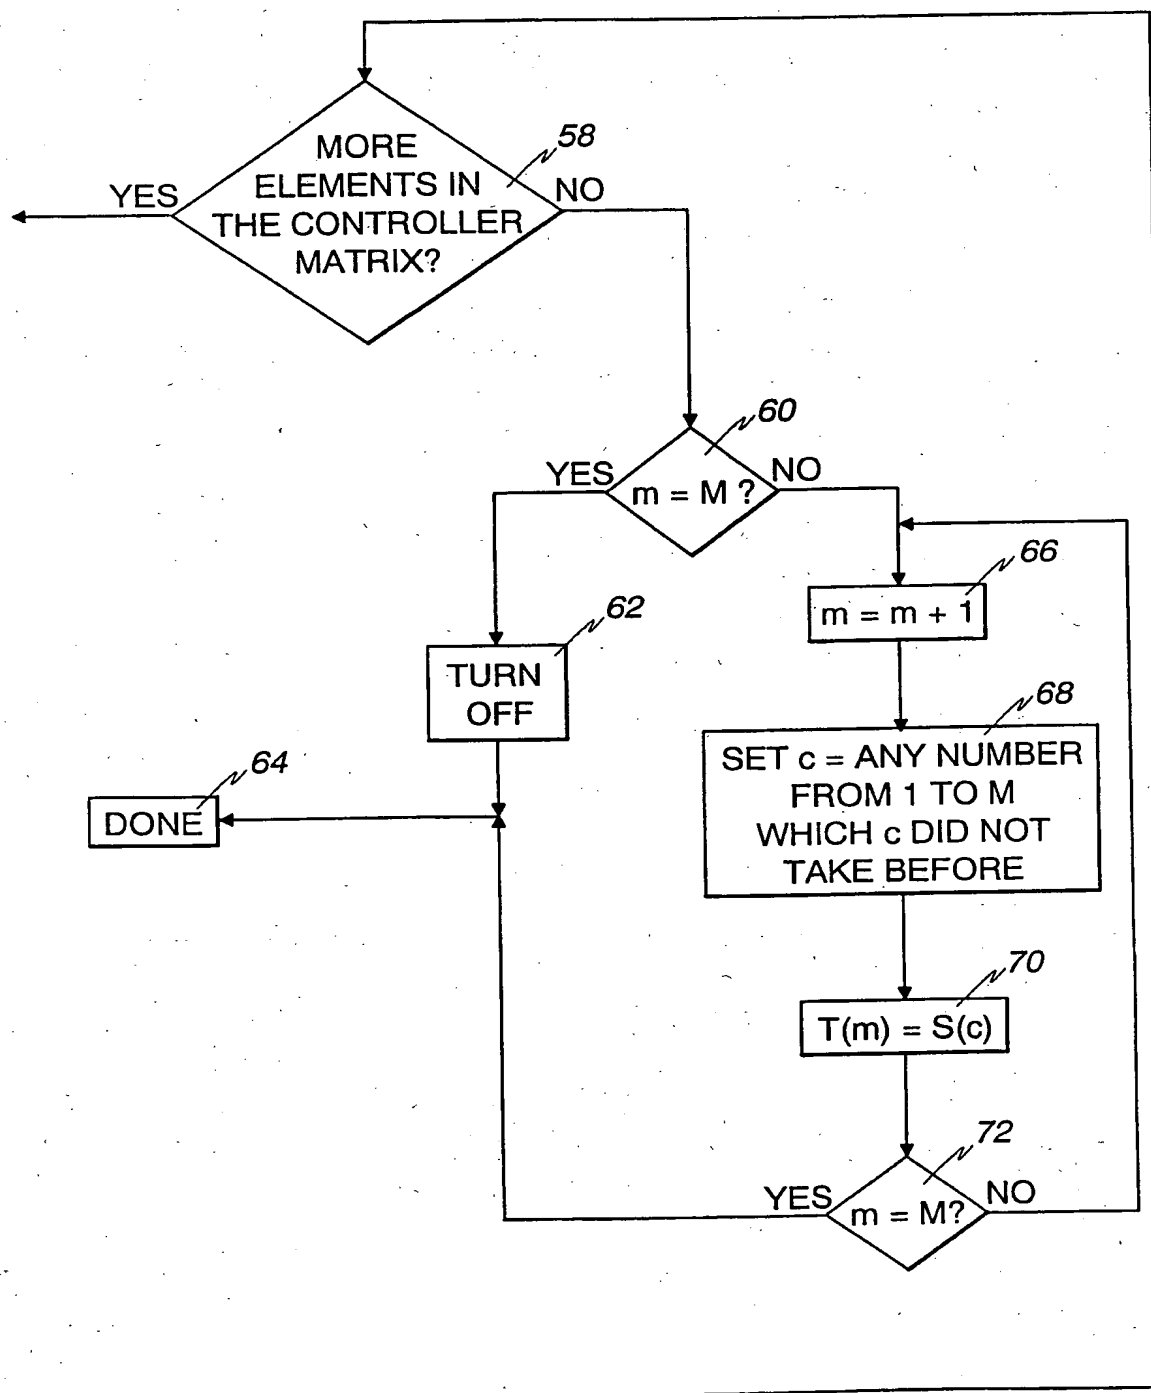 58
MORE
ELEMENTS IN
THE CONTROLLER
MATRIX?
YES
NO
60
m = M ?
YES
NO
66
m = m + 1
62
TURN
OFF
68
SET c = ANY NUMBER
FROM 1 TO M
WHICH c DID NOT
TAKE BEFORE
64
DONE
70
T(m) = S(c)
72
m = M?
YES
NO